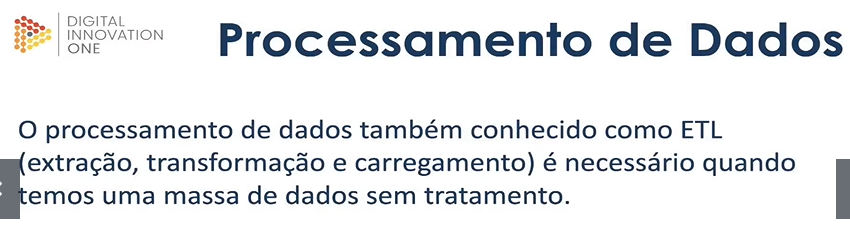 DIGITAL
INNOVATION
ONE
Processamento de Dados
O processamento de dados também conhecido como ETL
(extração, transformação e carregamento) é necessário quando
temos uma massa de dados sem tratamento.